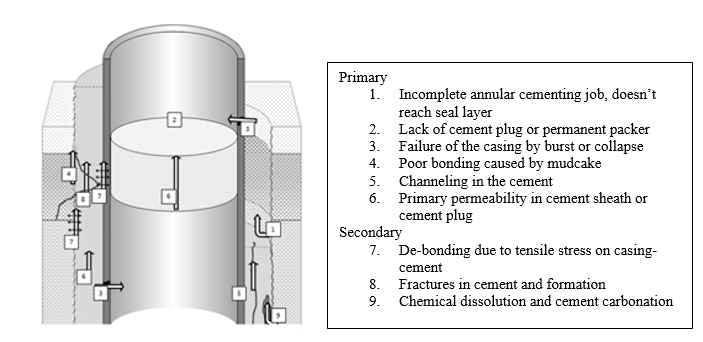 2
3
4
8
7
6
7
1
6
3
5
9
Primary
1. Incomplete annular cementing job, doesn't
reach seal layer
2. Lack of cement plug or permanent packer
3. Failure of the casing by burst or collapse
4. Poor bonding caused by mudcake
5. Channeling in the cement
6. Primary permeability in cement sheath or
cement plug
Secondary
7. De-bonding due to tensile stress on casing-
cement
8. Fractures in cement and formation
9. Chemical dissolution and cement carbonation